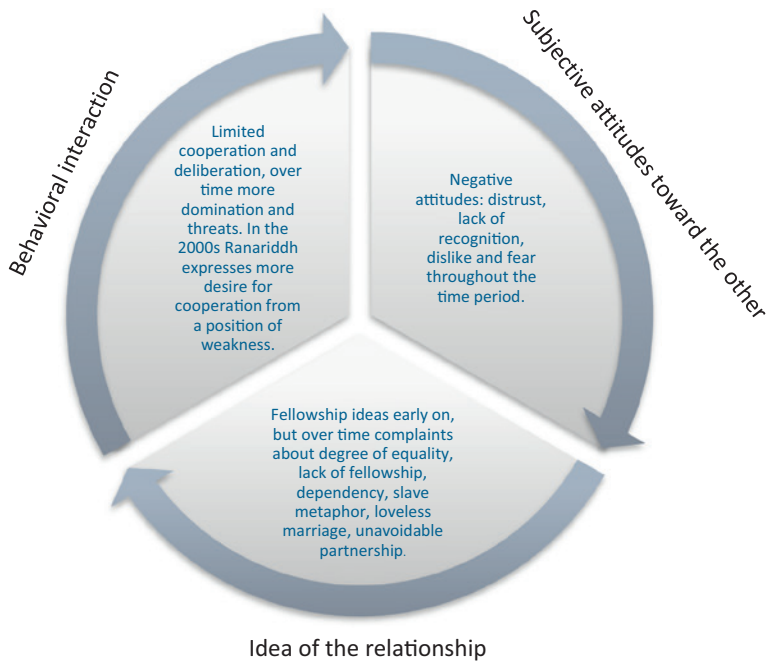 Behavioral interaction
Limited
cooperation and
deliberation, over
time more
domination and
threats. In the
2000s Ranariddh
expresses more
desire for
cooperation from
a position of
weakness.
Subjective attitudes toward the other
Negative
attitudes: distrust,
lack of
recognition,
dislike and fear
throughout the
time period.
Fellowship ideas early on,
but over time complaints
about degree of equality,
lack of fellowship,
dependency, slave
metaphor, loveless
marriage, unavoidable
partnership.
Idea of the relationship